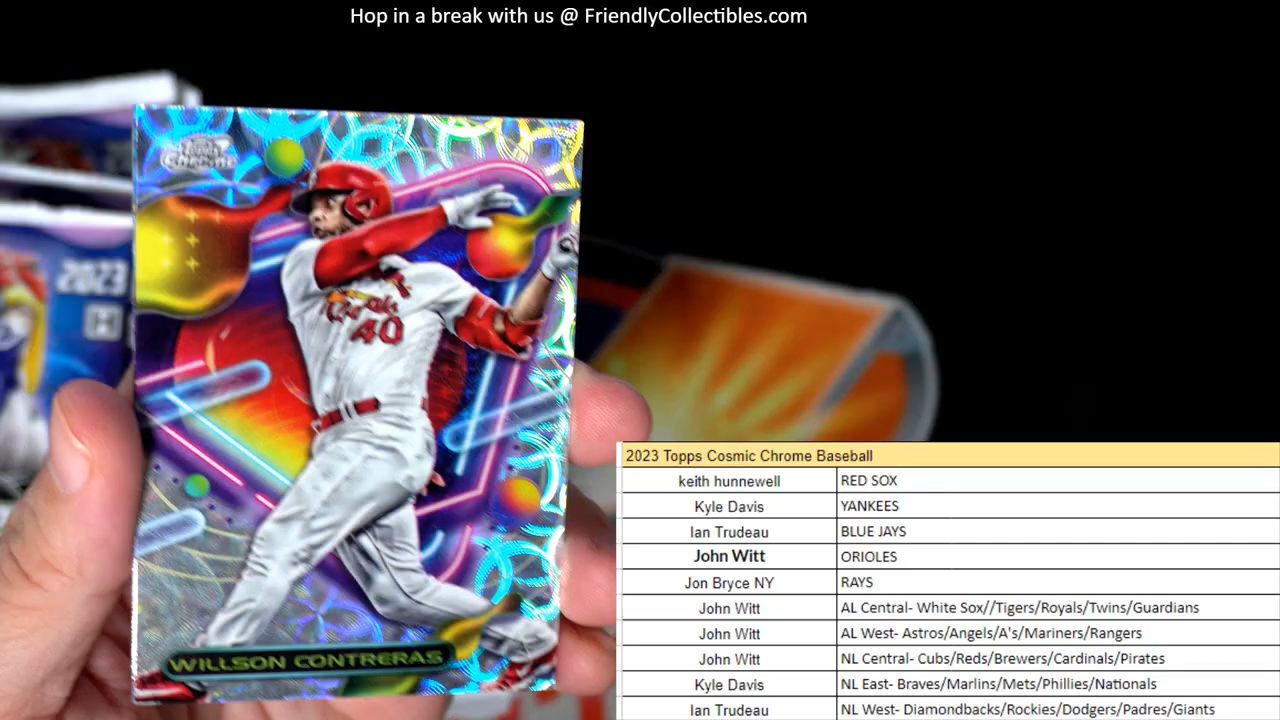 Hop in a break with us @ FriendlyCollectibles.com
Topps
Chrome
2023
H
Cardinals
40
WILLSON CONTRERAS
2023 Topps Cosmic Chrome Baseball
keith hunnewell RED SOX
Kyle Davis YANKEES
Ian Trudeau BLUE JAYS
John Witt ORIOLES
Jon Bryce NY RAYS
John Witt AL Central- White Sox//Tigers/Royals/Twins/Guardians
John Witt AL West- Astros/Angels/A's/Mariners/Rangers
John Witt NL Central- Cubs/Reds/Brewers/Cardinals/Pirates
Kyle Davis NL East- Braves/Marlins/Mets/Phillies/Nationals
Ian Trudeau NL West- Diamondbacks/Rockies/Dodgers/Padres/Giants